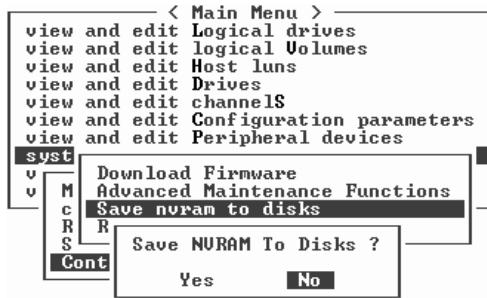 < Main Menu >
view and edit Logical drives
view and edit logical Volumes
view and edit Host luns
view and edit Drives
view and edit channelS
view and edit Configuration parameters
view and edit Peripheral devices
syst
v
Download Firmware
v
M
Advanced Maintenance Functions
c
Save nvram to disks
R
R
S
Save NVRAM To Disks ?
Cont
Yes
No